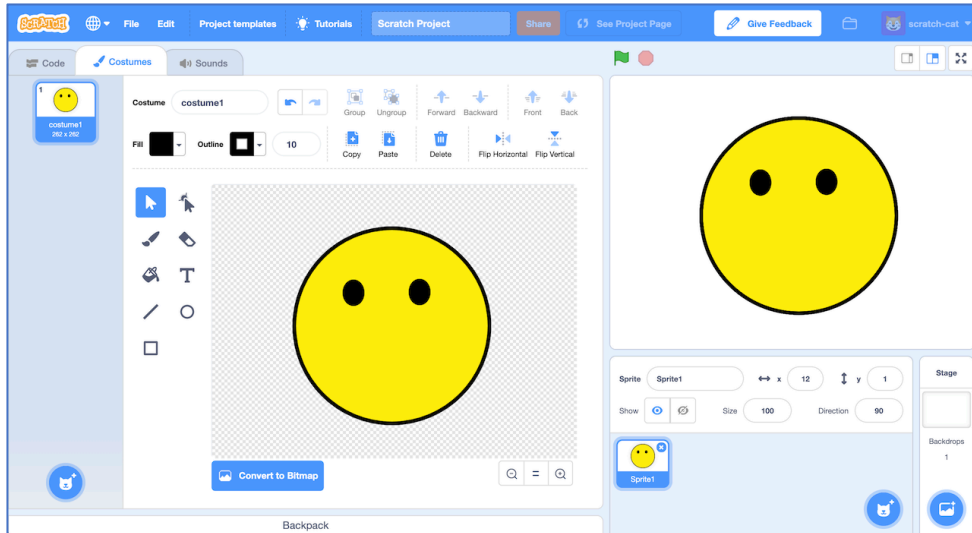 SCRATCH File Edit Project templates Tutorials Scratch Project Share See Project Page Give Feedback scratch-cat
Code Costumes Sounds
1
costume1
262 x 262
Costume costume1
Group Ungroup Forward Backward Front Back
Fill Outline 10
Copy Paste Delete Flip Horizontal Flip Vertical
T
Convert to Bitmap
=
Backpack
Sprite Sprite1 x 12 y 1
Show Size 100 Direction 90
Sprite1
Stage
Backdrops
1